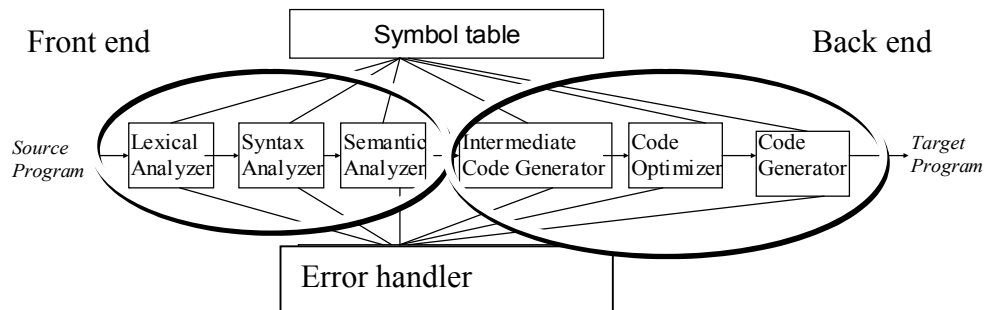 Front end
Symbol table
Back end
Source
Program
Lexical
Analyzer
Syntax
Analyzer
Semantic
Analyzer
Intermediate
Code Generator
Code
Optimizer
Code
Generator
Target
Program
Error handler